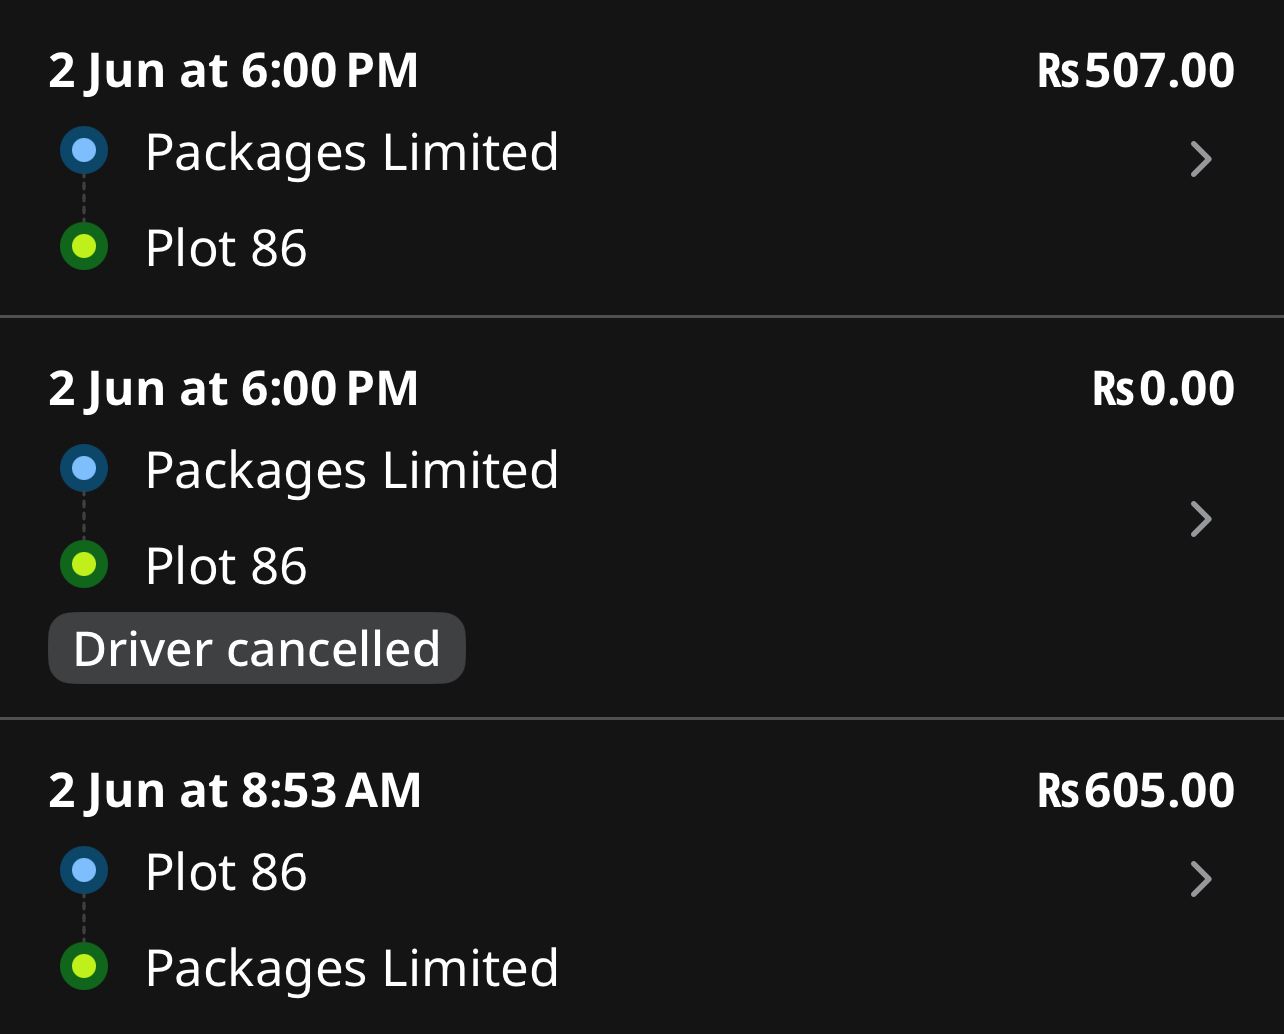 2 Jun at 6:00 PM
₨507.00
Packages Limited
Plot 86
2 Jun at 6:00 PM
₨0.00
Packages Limited
Plot 86
Driver cancelled
2 Jun at 8:53 AM
₨605.00
Plot 86
Packages Limited